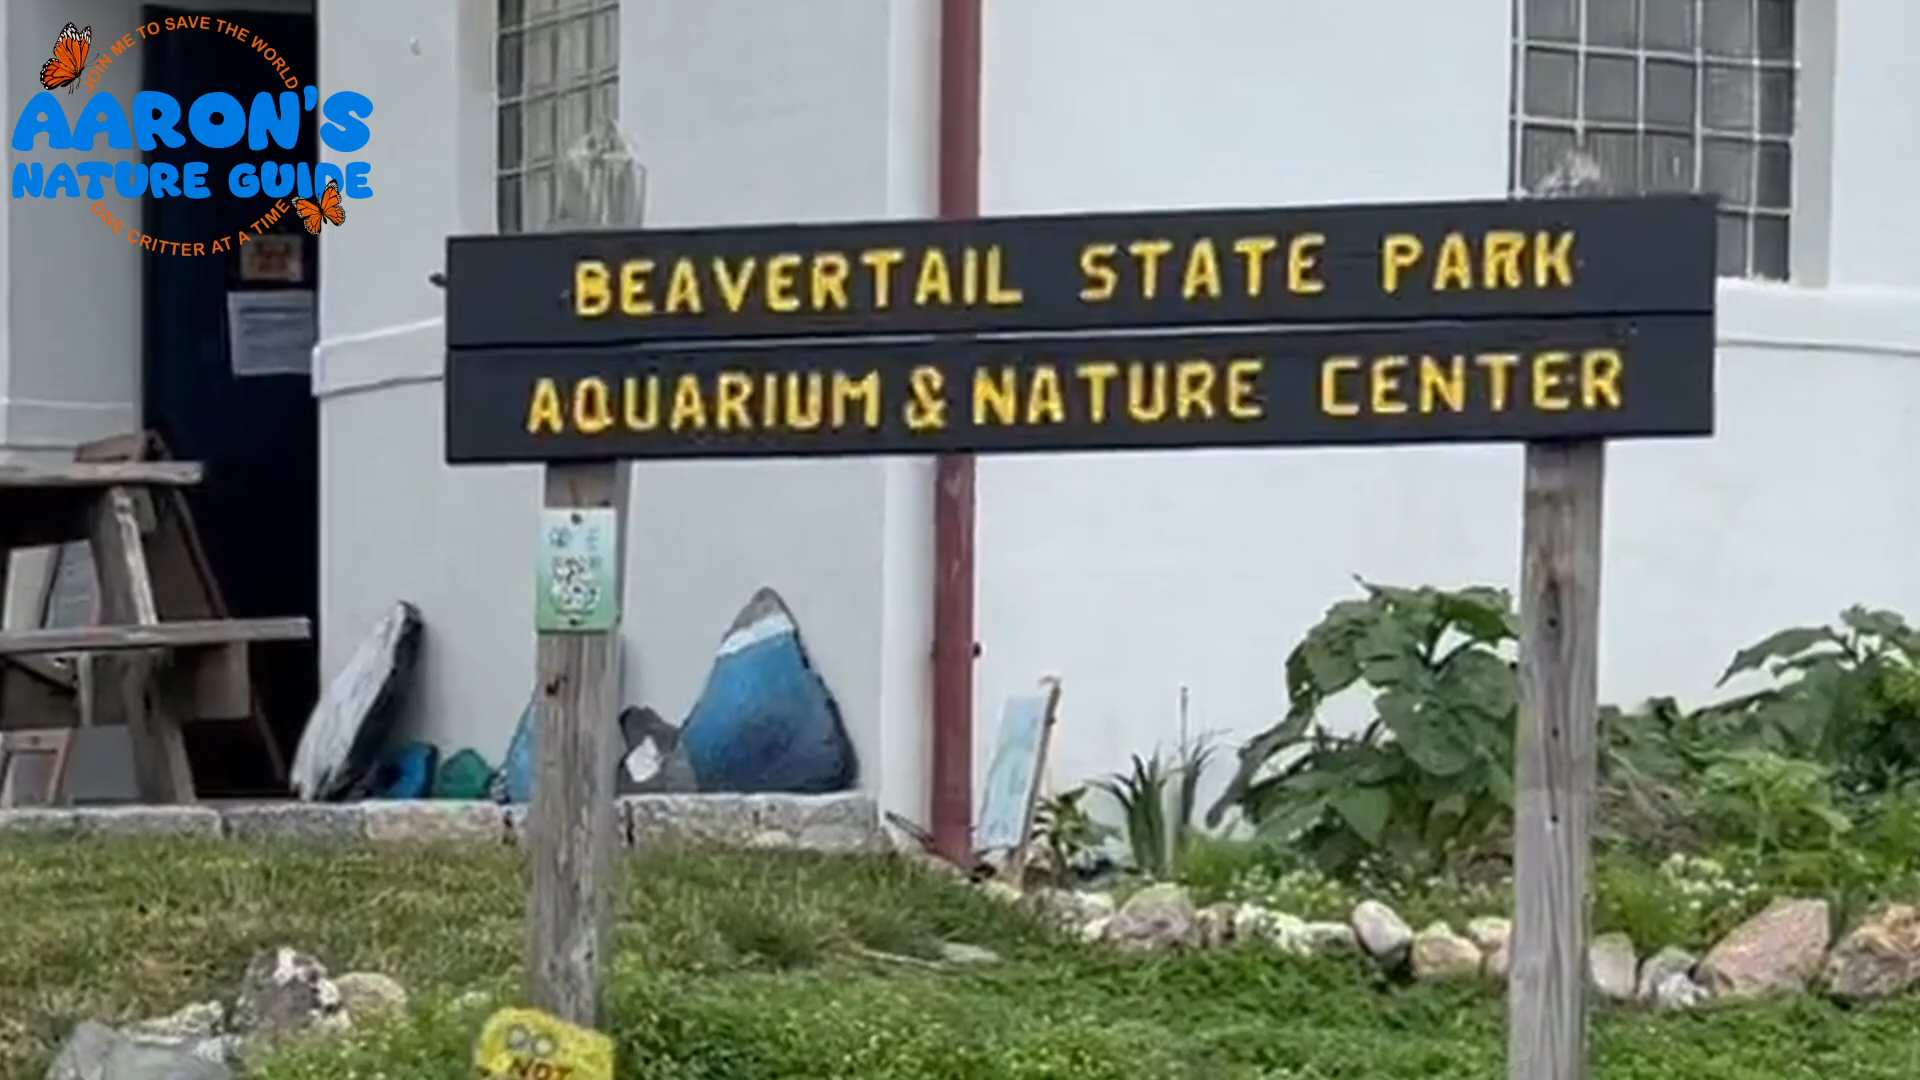 JOIN ME TO SAVE THE WORLD
AARON'S
NATURE GUIDE
ONE CRITTER AT A TIME
BEAVERTAIL STATE PARK
AQUARIUM & NATURE CENTER
DO
NOT